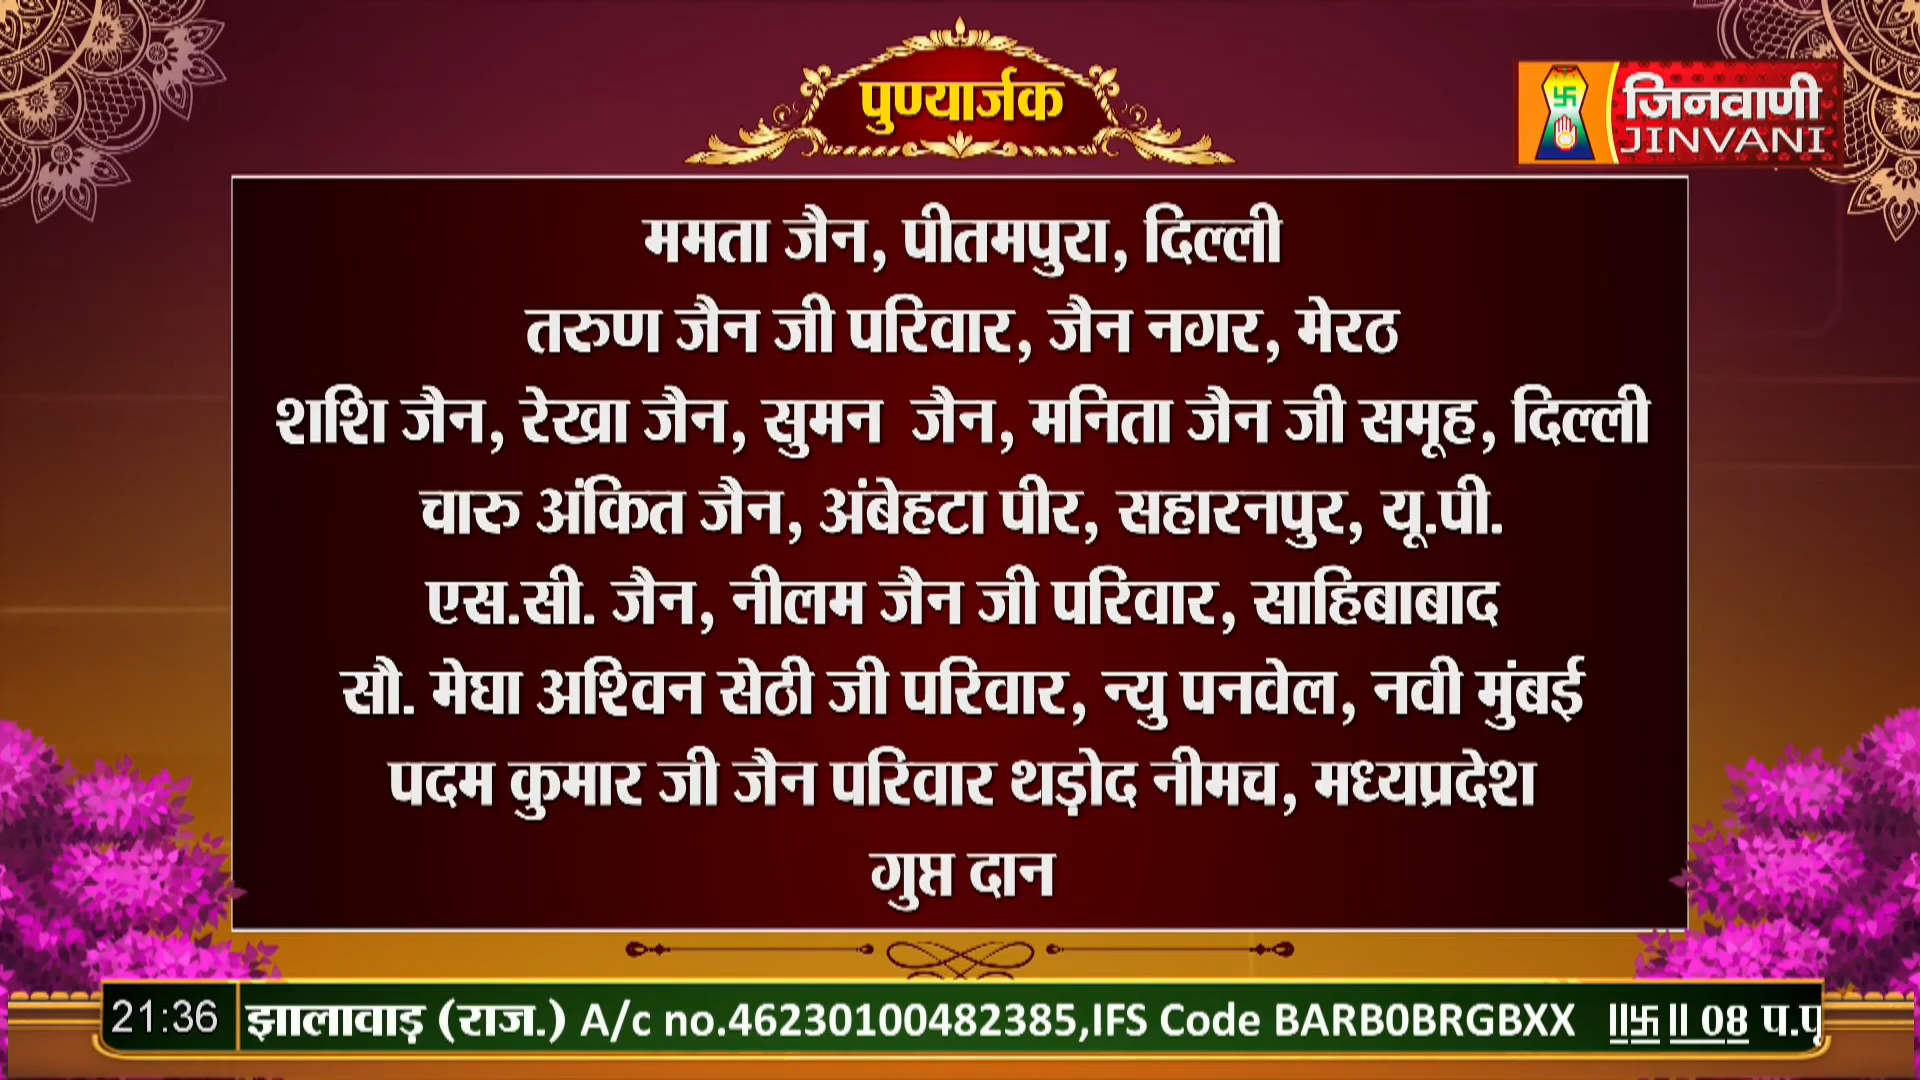 पुण्यार्जक
जिनवाणी
JINVANI
ममता जैन, पीतमपुरा, दिल्ली
तरुण जैन जी परिवार, जैन नगर, मेरठ
शशि जैन, रेखा जैन, सुमन जैन, मनिता जैन जी समूह, दिल्ली
चारु अंकित जैन, अंबेहटा पीर, सहारनपुर, यू.पी.
एस.सी. जैन, नीलम जैन जी परिवार, साहिबाबाद
सौ. मेघा अश्विन सेठी जी परिवार, न्यु पनवेल, नवी मुंबई
पदम कुमार जी जैन परिवार थड़ोद नीमच, मध्यप्रदेश
गुप्त दान
21:36 झालावाड़ (राज.) A/c no.46230100482385,IFS Code BARB0BRGBXX ॥卐॥ 08 प.पू